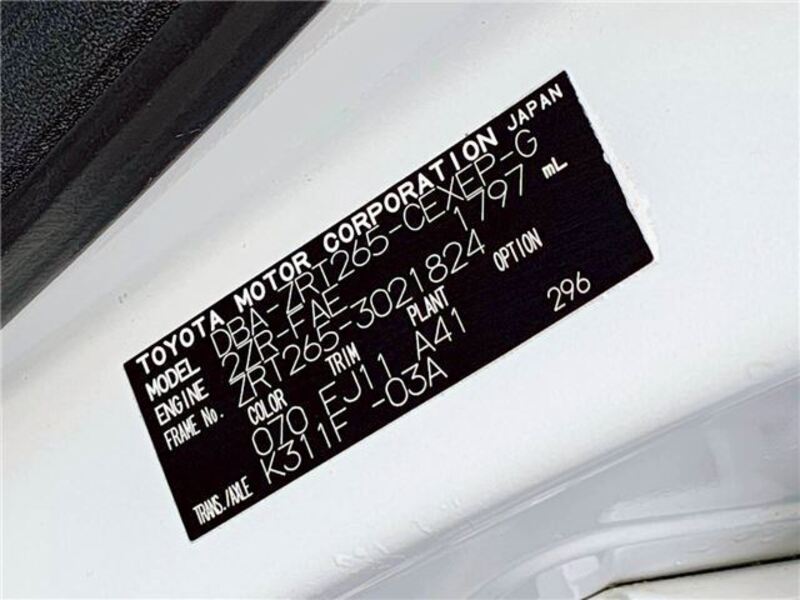 TOYOTA MOTOR CORPORATION JAPAN
MODEL DBA-ZRT265-CEXEP-G
ENGINE 2ZR-FAE 1797 mL
FRAME No. ZRT265-3021824
COLOR TRIM PLANT OPTION
070 FJ11 A41 296
TRANS./AXLE K311F -03A